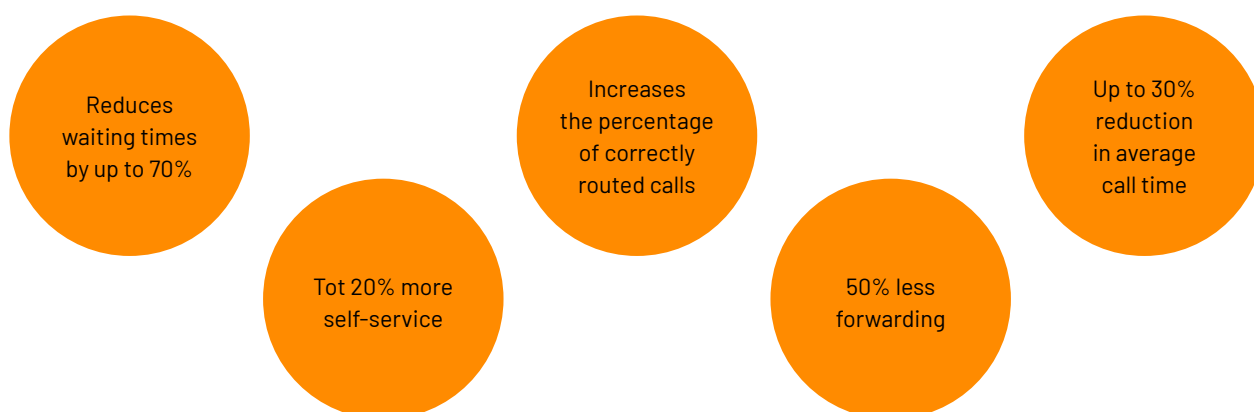 Reduces
waiting times
by up to 70%
Tot 20% more
self-service
Increases
the percentage
of correctly
routed calls
50% less
forwarding
Up to 30%
reduction
in average
call time